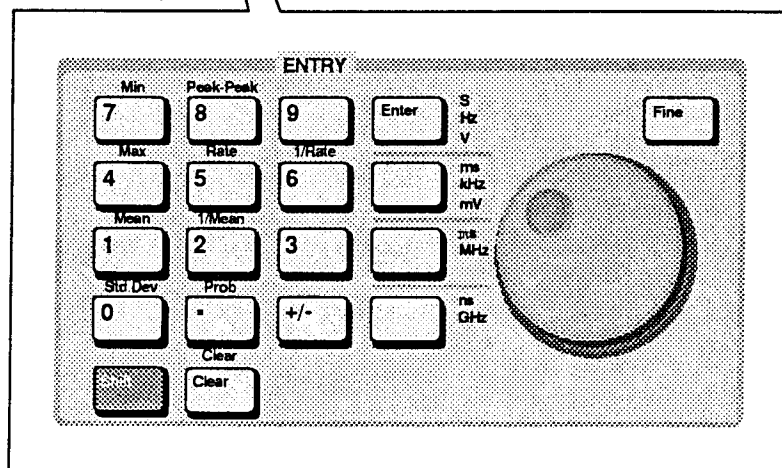 ENTRY
Min Peak-Peak
7 8 9 Enter S
Hz
V
Fine
Max Rate 1/Rate
4 5 6 ms
kHz
mV
Mean 1/Mean
1 2 3 ms
MHz
Std Dev Prob
0 . +/- ns
GHz
Clear
Clear